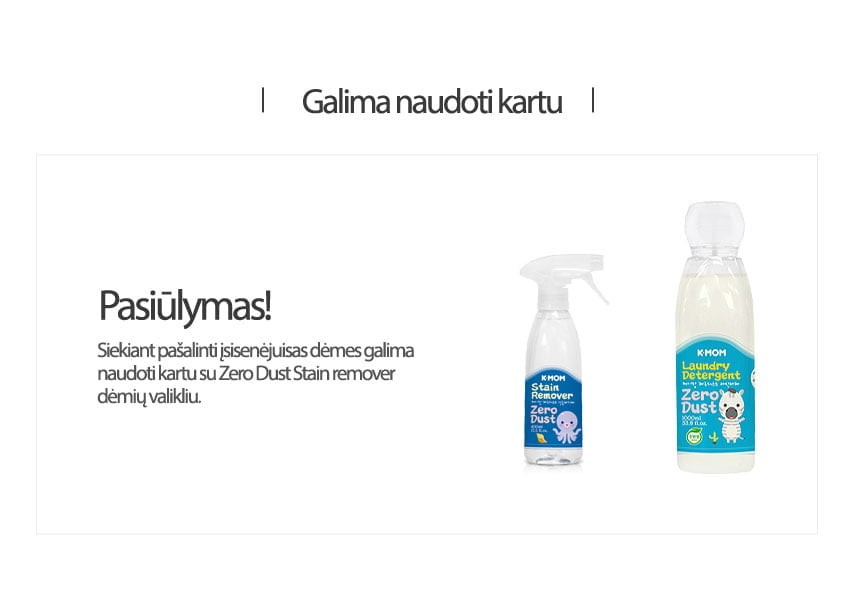 Galima naudoti kartu
Pasiūlymas!
Siekiant pašalinti įsisenėjuisas dėmes galima
naudoti kartu su Zero Dust Stain remover
dėmių valikliu.
K-MOM
Stain
Remover
Zero
Dust
K-MOM
Laundry
Detergent
Zero
Dust
1000ml
33.8 fl.oz.